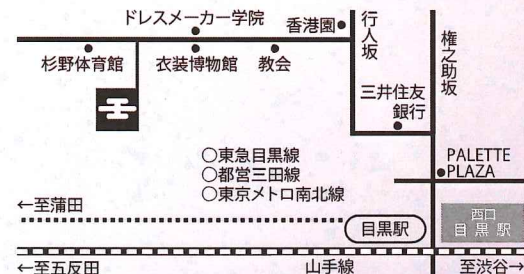 ドレスメーカー学院
香港園
行人坂
権之助坂
杉野体育館
衣装博物館
教会
三井住友
銀行
○東急目黒線
○都営三田線
○東京メトロ南北線
PALETTE
PLAZA
←至蒲田
目黒駅
西口
目黒駅
←至五反田
山手線
至渋谷→